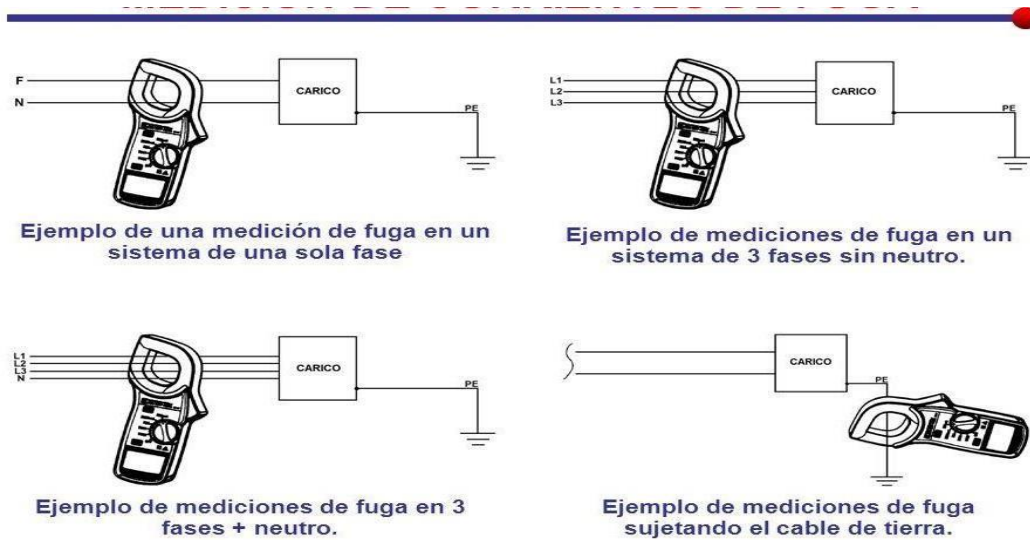 F
N
CARICO
PE
Ejemplo de una medición de fuga en un
sistema de una sola fase
L1
L2
L3
CARICO
PE
Ejemplo de mediciones de fuga en un
sistema de 3 fases sin neutro.
L1
L2
L3
N
CARICO
PE
Ejemplo de mediciones de fuga en 3
fases + neutro.
CARICO
PE
Ejemplo de mediciones de fuga
sujetando el cable de tierra.